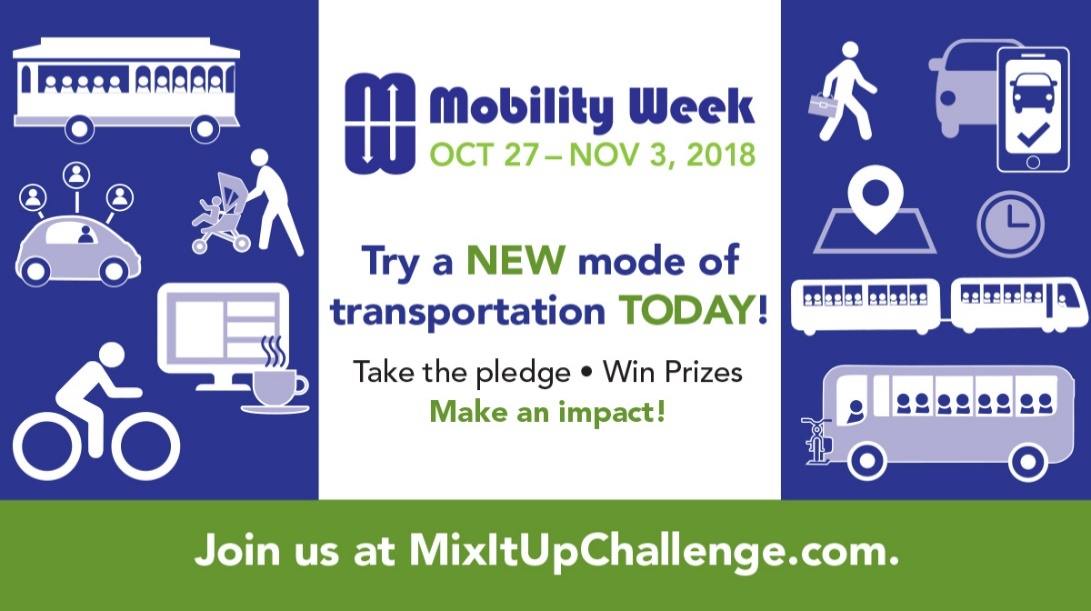 Mobility Week
OCT 27 – NOV 3, 2018
Try a NEW mode of
transportation TODAY!
Take the pledge • Win Prizes
Make an impact!
Join us at MixItUpChallenge.com.